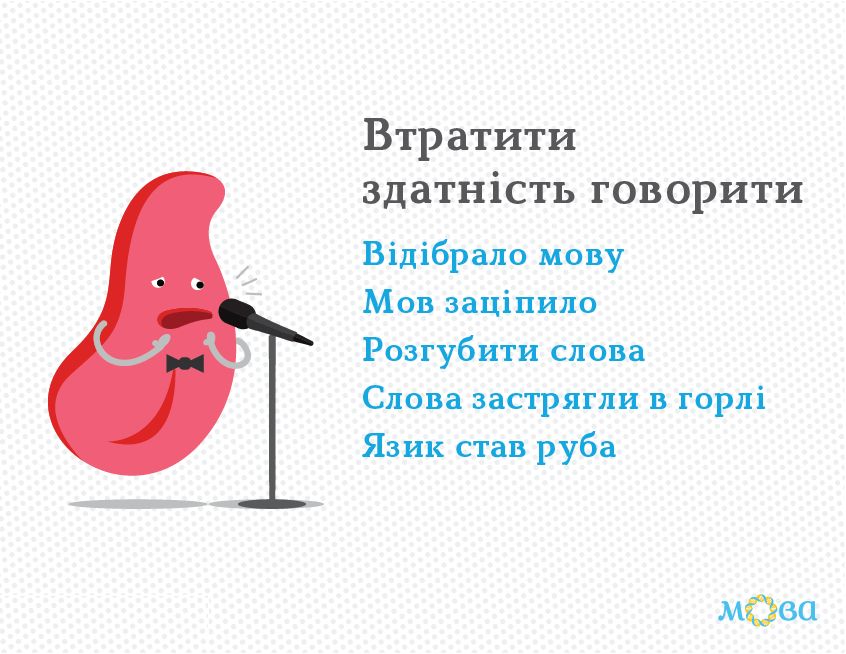 Втратити
здатність говорити
Відібрало мову
Мов заціпило
Розгубити слова
Слова застрягли в горлі
Язик став руба
мова